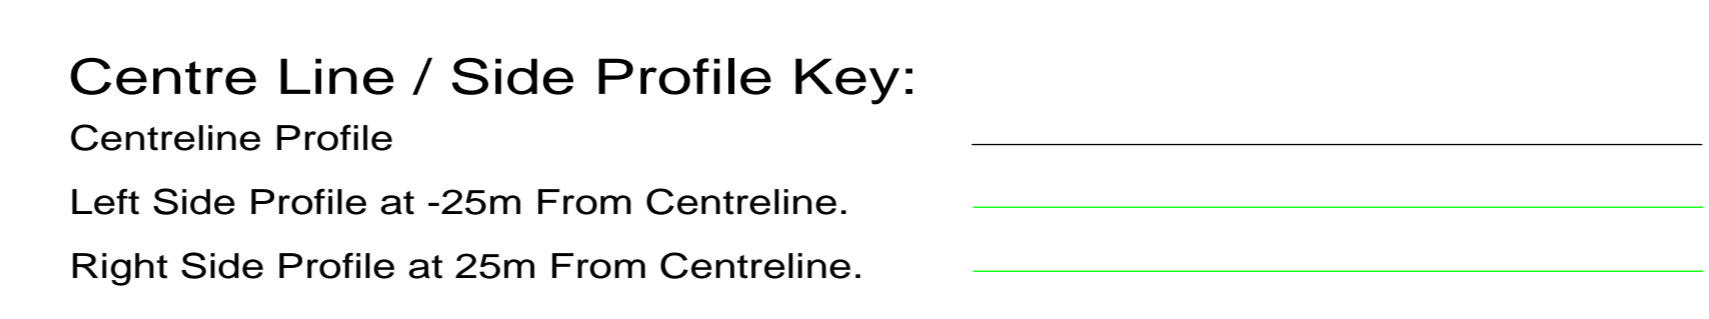 Centre Line / Side Profile Key:
Centreline Profile
Left Side Profile at -25m From Centreline.
Right Side Profile at 25m From Centreline.